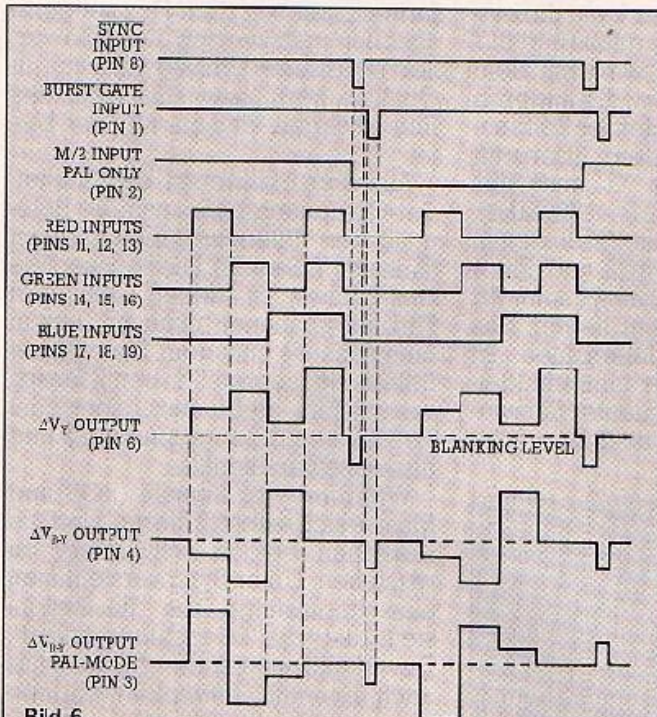 SYNC
INPUT
(PIN 8)
BURST GATE
INPUT
(PIN 1)
M/2 INPUT
PAL ONLY
(PIN 2)
RED INPUTS
(PINS 11, 12, 13)
GREEN INPUTS
(PINS 14, 15, 16)
BLUE INPUTS
(PINS 17, 18, 19)
ΔVY OUTPUT
(PIN 6)
BLANKING LEVEL
ΔVB-Y OUTPUT
(PIN 4)
ΔVR-Y OUTPUT
PAL-MODE
(PIN 3)
Bild 6